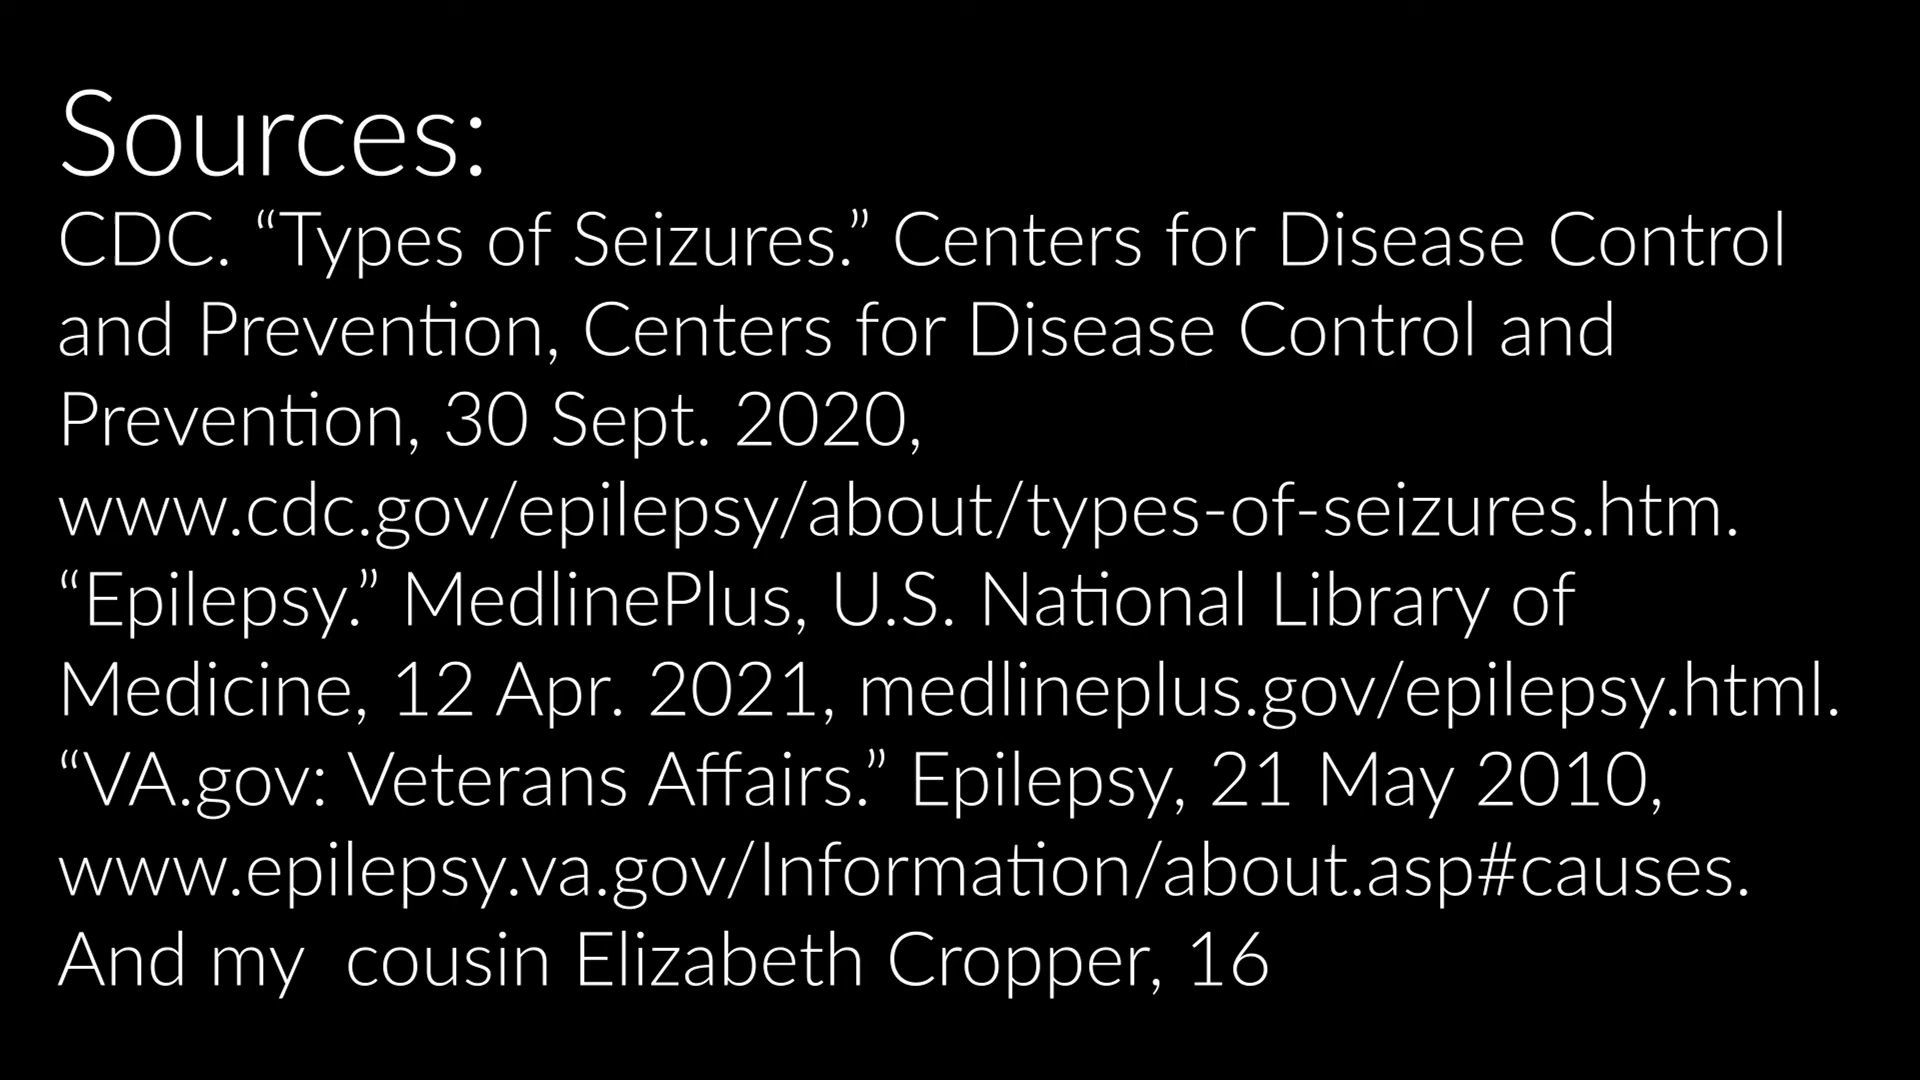 Sources:
CDC. “Types of Seizures.” Centers for Disease Control
and Prevention, Centers for Disease Control and
Prevention, 30 Sept. 2020,
www.cdc.gov/epilepsy/about/types-of-seizures.htm.
“Epilepsy.” MedlinePlus, U.S. National Library of
Medicine, 12 Apr. 2021, medlineplus.gov/epilepsy.html.
“VA.gov: Veterans Affairs.” Epilepsy, 21 May 2010,
www.epilepsy.va.gov/Information/about.asp#causes.
And my  cousin Elizabeth Cropper, 16